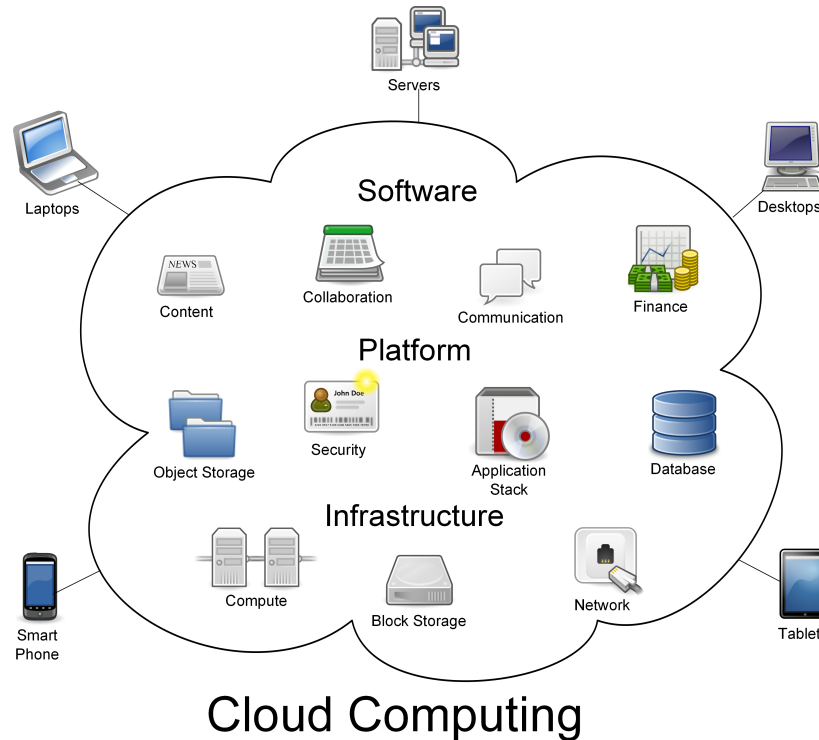 Servers
Laptops
Desktops
Software
NEWS
Content
Collaboration
Communication
Finance
Platform
John Doe
Object Storage
Security
Application
Stack
Database
Infrastructure
Compute
Block Storage
Network
Smart
Phone
Tablet
Cloud Computing